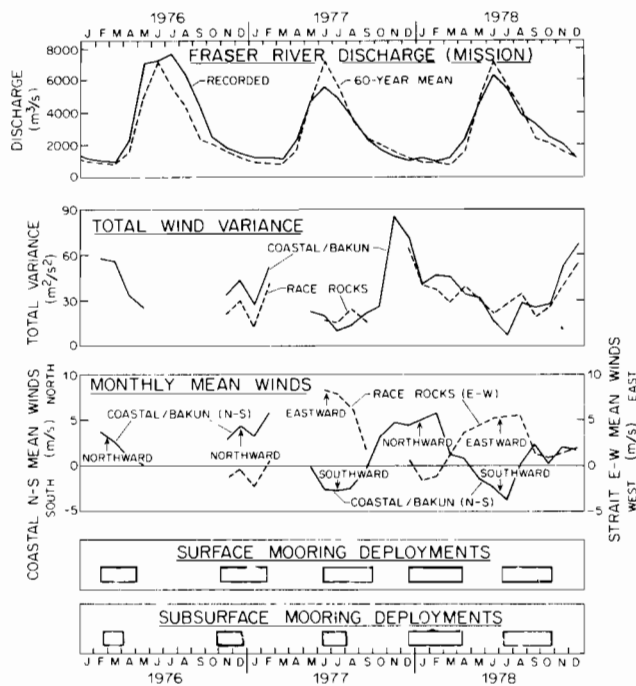 1976 1977 1978
J F M A M J J A S O N D J F M A M J J A S O N D J F M A M J J A S O N D
FRASER RIVER DISCHARGE (MISSION)
8000
6000
4000
2000
0
DISCHARGE
(m³/s)
RECORDED
60-YEAR MEAN
TOTAL WIND VARIANCE
90
60
30
0
TOTAL VARIANCE
(m²/s²)
COASTAL/BAKUN
RACE ROCKS
MONTHLY MEAN WINDS
10
5
0
-5
COASTAL N-S MEAN WINDS
(m/s)
SOUTH NORTH
COASTAL/BAKUN (N-S)
NORTHWARD
NORTHWARD
EASTWARD
RACE ROCKS (E-W)
NORTHWARD
EASTWARD
SOUTHWARD
SOUTHWARD
COASTAL/BAKUN (N-S)
10
5
0
-5
STRAIT E-W MEAN WINDS
(m/s)
WEST EAST
SURFACE MOORING DEPLOYMENTS
SUBSURFACE MOORING DEPLOYMENTS
J F M A M J J A S O N D J F M A M J J A S O N D J F M A M J J A S O N D
1976 1977 1978